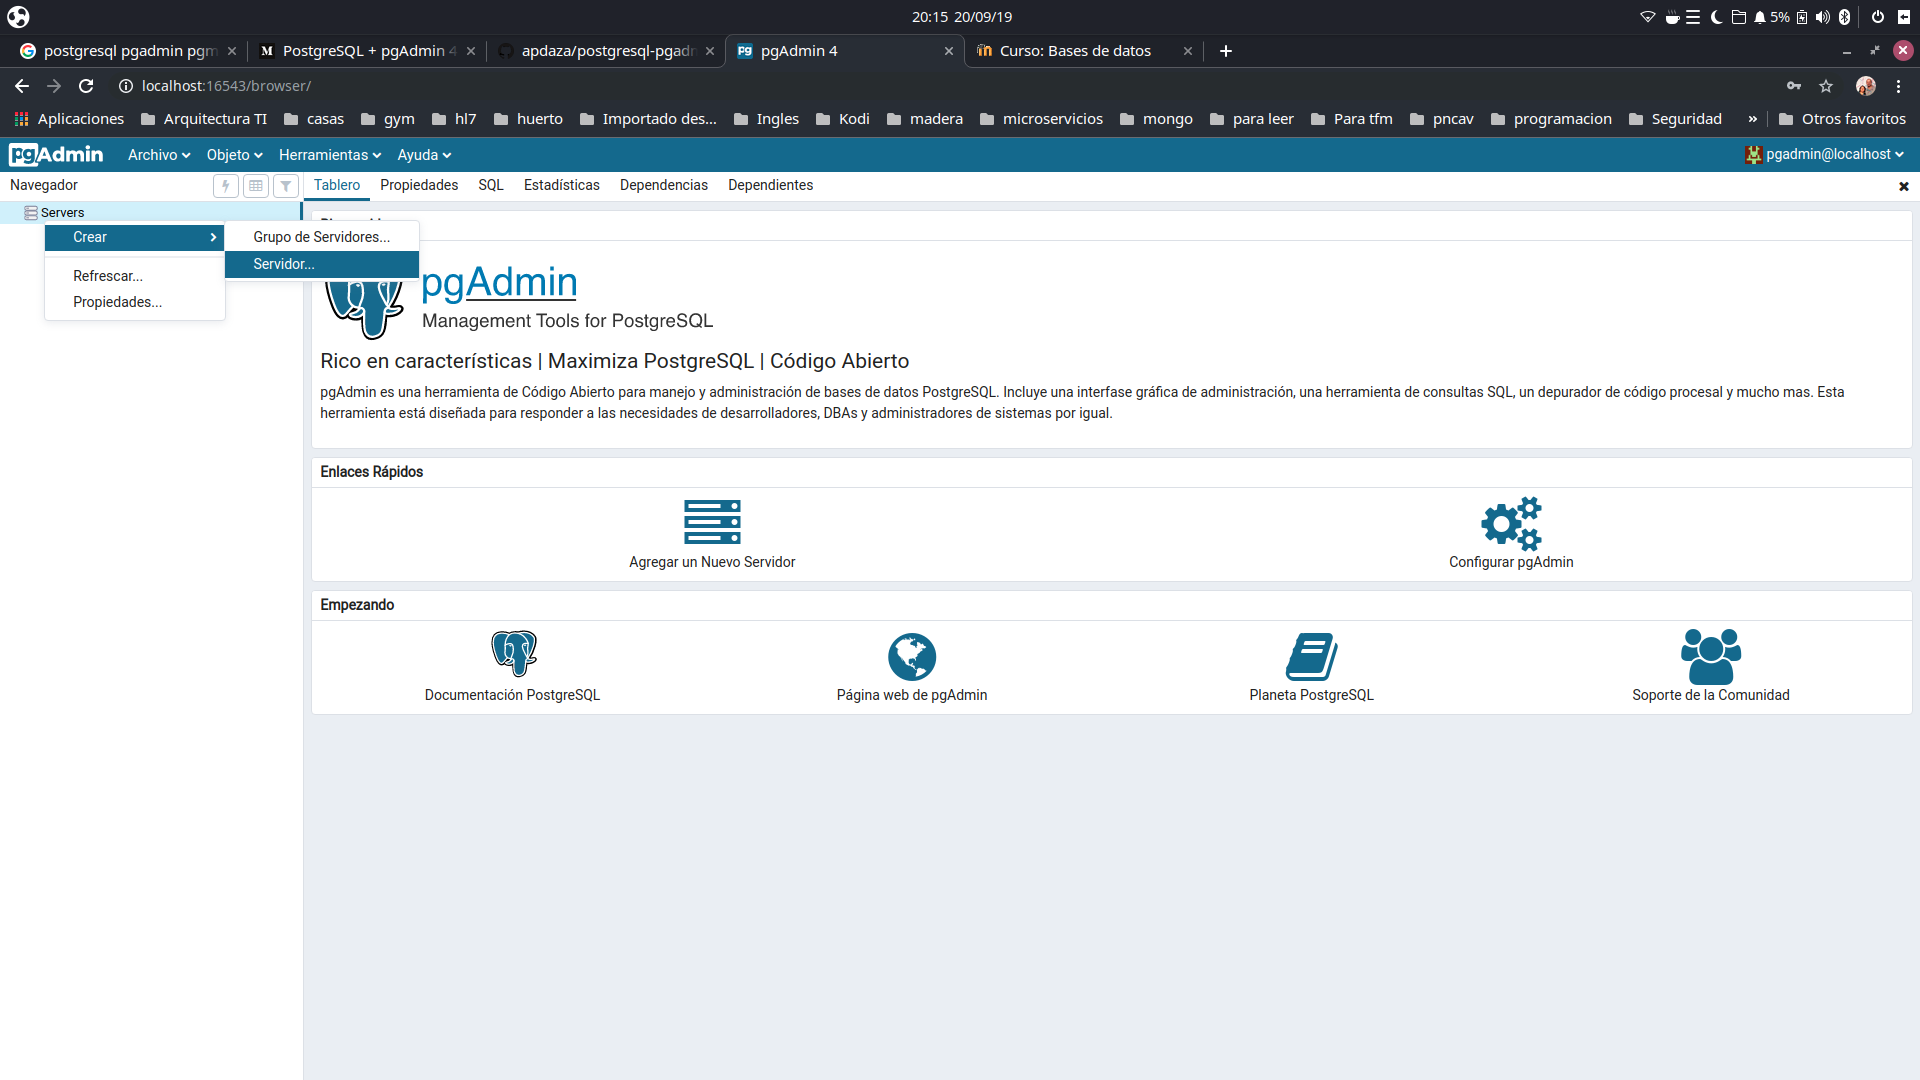 20:15 20/09/19
5%
postgresql pgadmin pgm
PostgreSQL + pgAdmin 4
apdaza/postgresql-pgadm
pgAdmin 4
Curso: Bases de datos
localhost:16543/browser/
Aplicaciones
Arquitectura TI
casas
gym
hl7
huerto
Importado des...
Ingles
Kodi
madera
microservicios
mongo
para leer
Para tfm
pncav
programacion
Seguridad
»
Otros favoritos
pgAdmin
Archivo
Objeto
Herramientas
Ayuda
pgadmin@localhost
Navegador
Tablero
Propiedades
SQL
Estadísticas
Dependencias
Dependientes
Servers
Crear
Grupo de Servidores...
Servidor...
Refrescar...
Propiedades...
pgAdmin
Management Tools for PostgreSQL
Rico en características | Maximiza PostgreSQL | Código Abierto
pgAdmin es una herramienta de Código Abierto para manejo y administración de bases de datos PostgreSQL. Incluye una interfase gráfica de administración, una herramienta de consultas SQL, un depurador de código procesal y mucho mas. Esta
herramienta está diseñada para responder a las necesidades de desarrolladores, DBAs y administradores de sistemas por igual.
Enlaces Rápidos
Agregar un Nuevo Servidor
Configurar pgAdmin
Empezando
Documentación PostgreSQL
Página web de pgAdmin
Planeta PostgreSQL
Soporte de la Comunidad